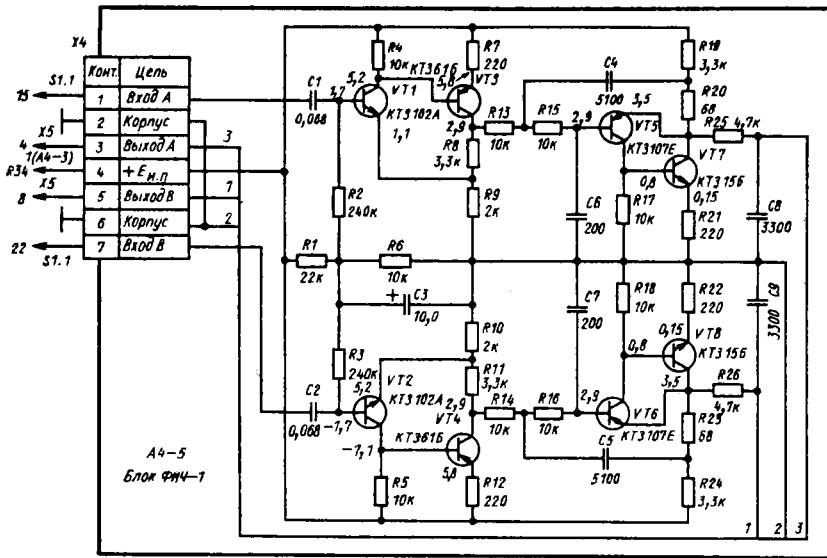 X4
Конт.
Цепь
1
Вход А
2
Корпус
3
Выход А
4
+ Eи.п
5
Выход В
6
Корпус
7
Вход В
S1.1
15
X5
4
1(А4-3)
R34
X5
8
22
S1.1
3
1
2
C1
0,068
3,7
R4
10к
5,2
VT1
КТ3102А
1,1
КТ361Б
R7
220
5,8
VT3
2,9
R8
3,3к
R9
2к
R2
240к
R1
22к
R6
10к
C3
+
10,0
R3
240к
R10
2к
R11
3,3к
R13
10к
R15
10к
C4
5100
2,9
3,5
VT5
КТ3107Е
0,8
R17
10к
C6
200
R19
3,3к
R20
68
R25 4,7к
VT7
КТ315Б
0,15
R21
220
C8
3300
C7
200
R18
10к
R22
220
C9
3300
0,15
VT8
КТ315Б
0,8
3,5
R26
4,7к
R23
68
R24
3,3к
C2
0,068
5,2
VT2
КТ3102А
-1,7
-1,1
R5
10к
VT4
2,9
КТ361Б
5,8
R12
220
R14
10к
R16
10к
2,9
VT6
КТ3107Е
C5
5100
А4-5
Блок ФНЧ-1
1
2
3